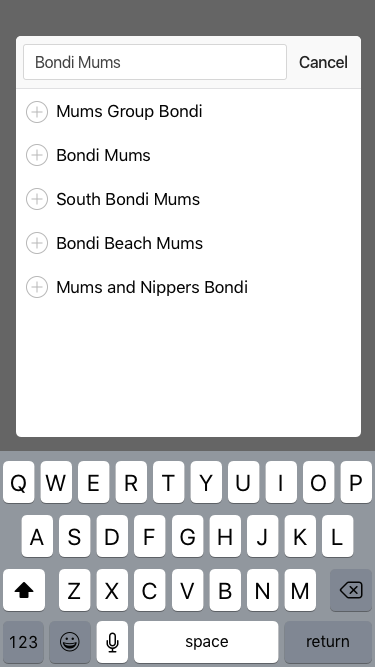 Bondi Mums Cancel
Mums Group Bondi
Bondi Mums
South Bondi Mums
Bondi Beach Mums
Mums and Nippers Bondi
Q W E R T Y U I O P
A S D F G H J K L
Z X C V B N M
123 space return